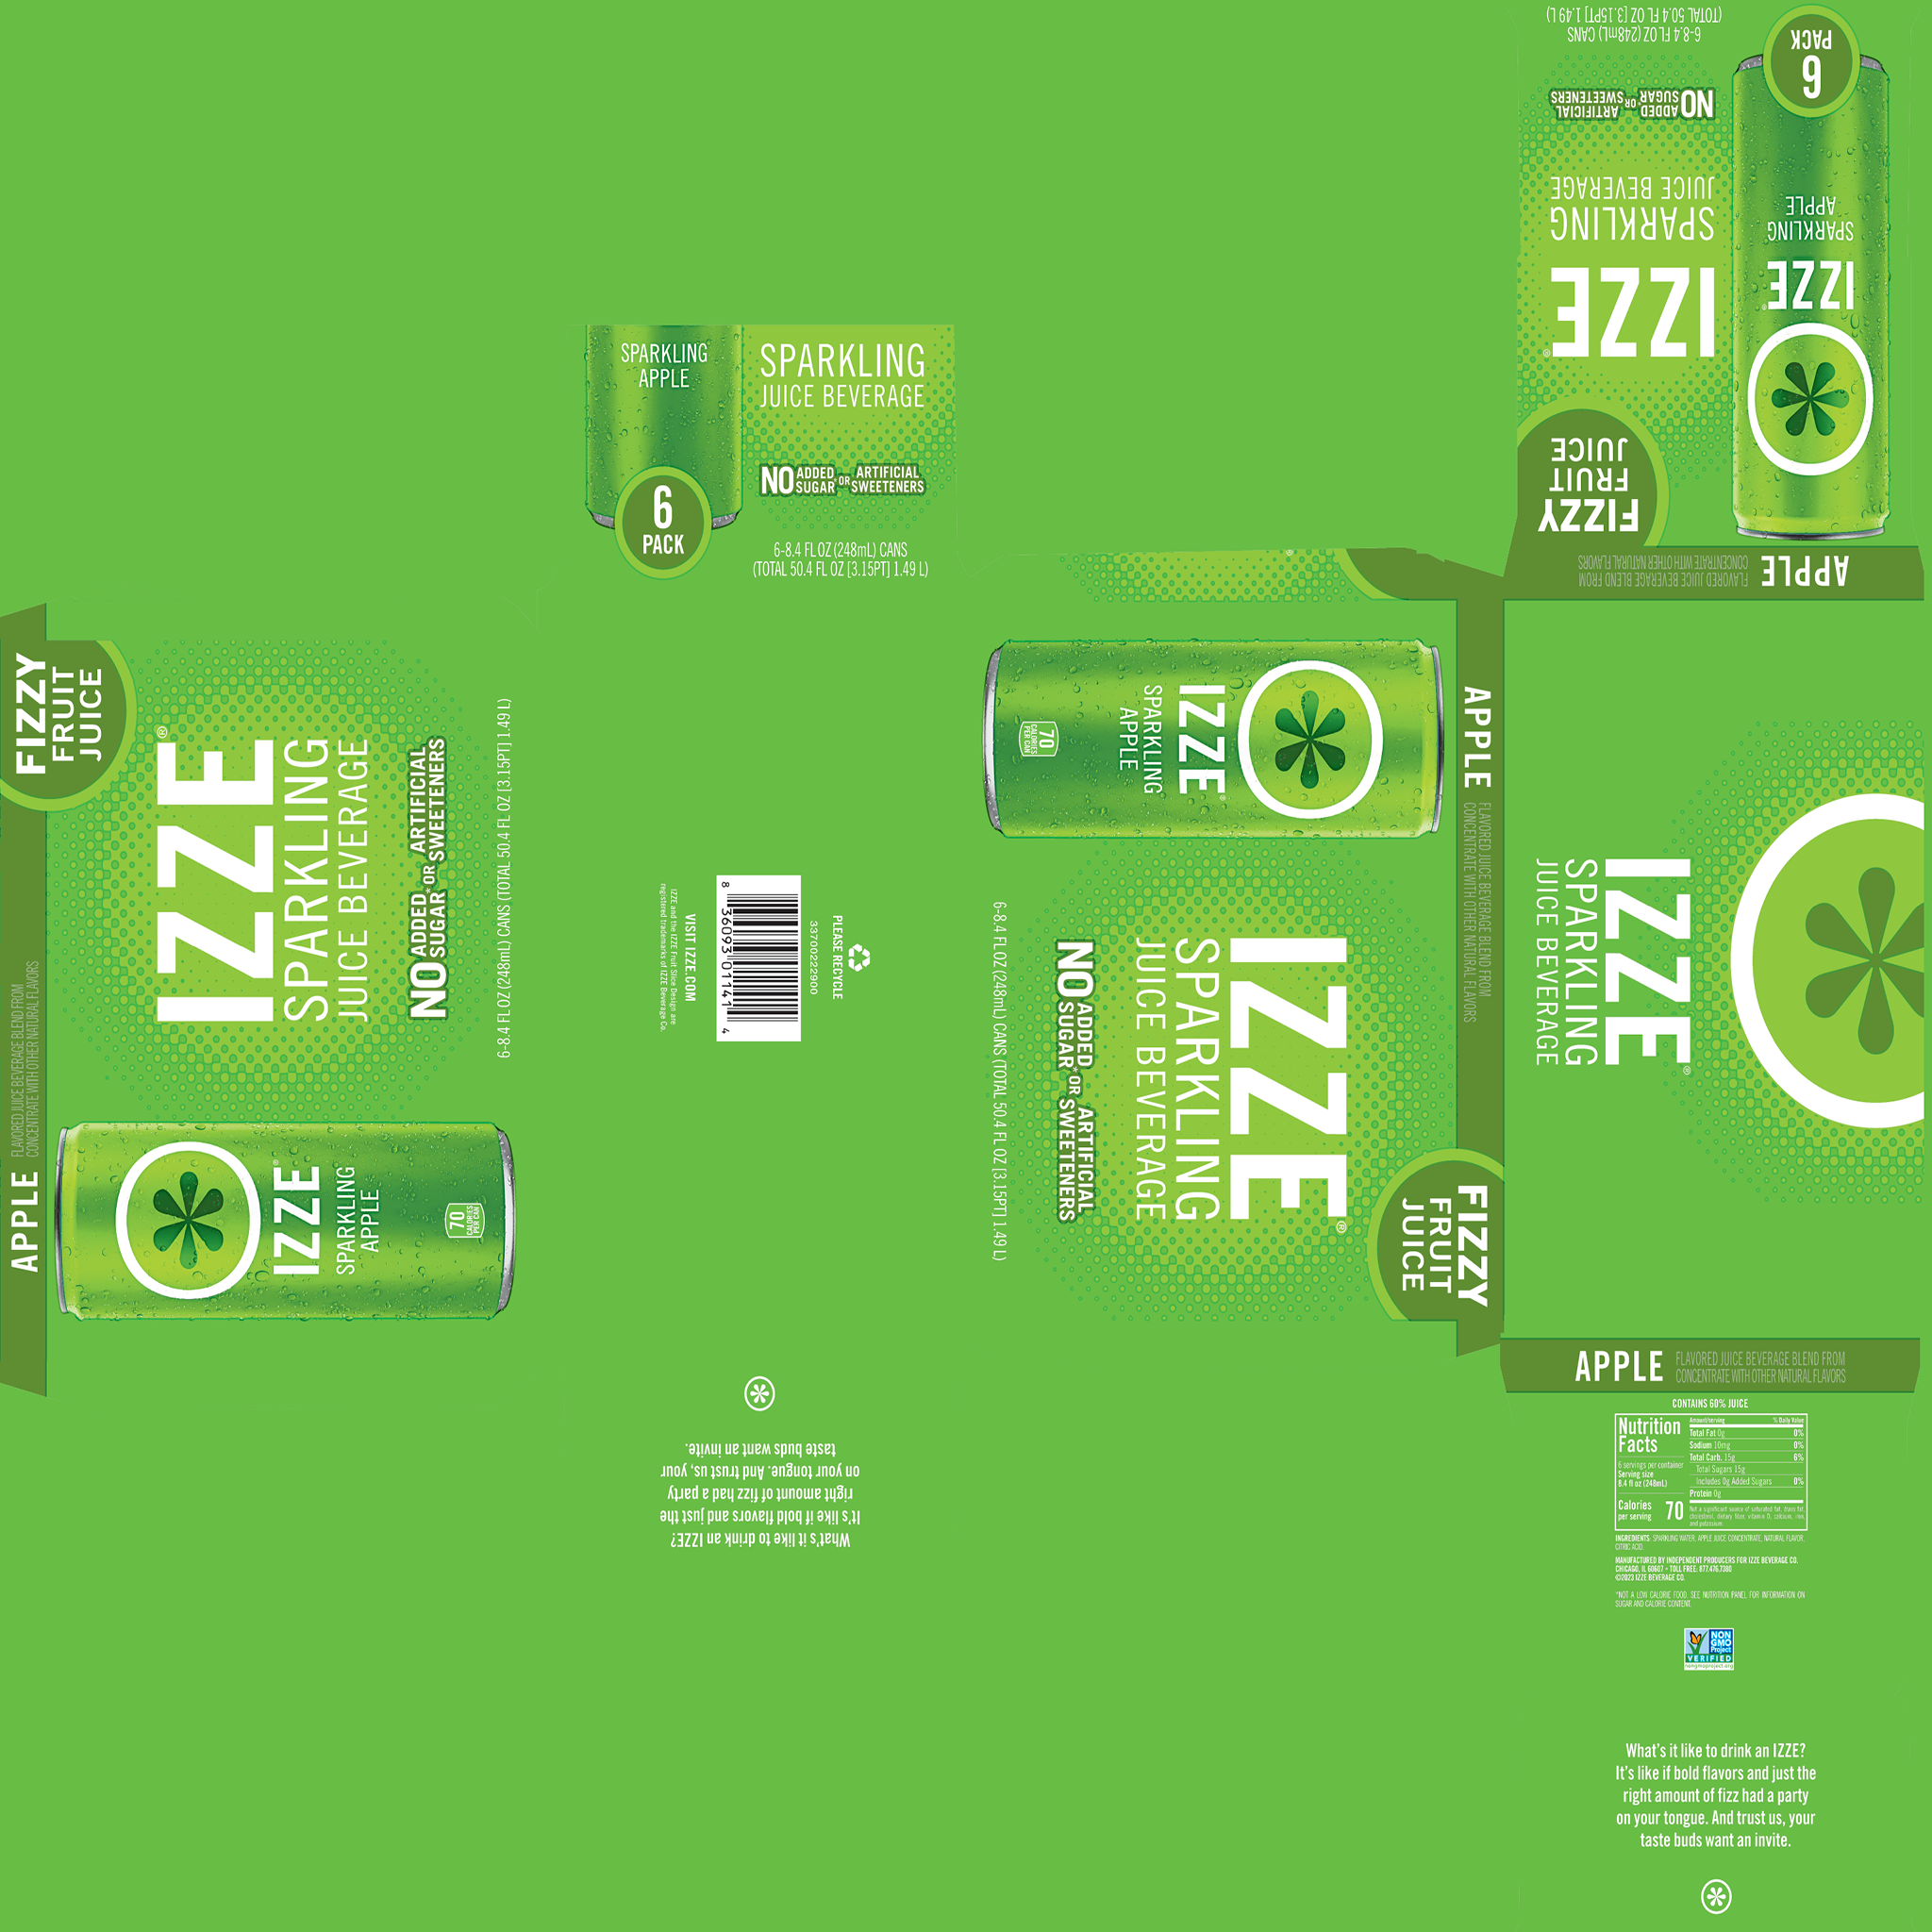 6-8.4 FL OZ (248mL) CANS
(TOTAL 50.4 FL OZ [3.15PT] 1.49 L)
6
PACK
NO ADDED SUGAR* OR ARTIFICIAL SWEETENERS
SPARKLING
JUICE BEVERAGE
IZZE®
SPARKLING
APPLE
IZZE
FIZZY
FRUIT
JUICE
APPLE
FLAVORED JUICE BEVERAGE BLEND FROM
CONCENTRATE WITH OTHER NATURAL FLAVORS
SPARKLING
APPLE
6
PACK
SPARKLING
JUICE BEVERAGE
NO ADDED SUGAR* OR ARTIFICIAL SWEETENERS
6-8.4 FL OZ (248mL) CANS
(TOTAL 50.4 FL OZ [3.15PT] 1.49 L)
FIZZY
FRUIT
JUICE
IZZE®
SPARKLING
JUICE BEVERAGE
NO ADDED SUGAR* OR ARTIFICIAL SWEETENERS
6-8.4 FL OZ (248mL) CANS (TOTAL 50.4 FL OZ [3.15PT] 1.49 L)
APPLE
FLAVORED JUICE BEVERAGE BLEND FROM
CONCENTRATE WITH OTHER NATURAL FLAVORS
IZZE
SPARKLING
APPLE
70
CALORIES
PER CAN
PLEASE RECYCLE
33700222900
8 36093 01141 4
VISIT IZZE.COM
IZZE and the IZZE Fruit Slice Design are
registered trademarks of IZZE Beverage Co.
What's it like to drink an IZZE?
It's like if bold flavors and just the
right amount of fizz had a party
on your tongue. And trust us, your
taste buds want an invite.
®
IZZE®
SPARKLING
APPLE
70
CALORIES
PER CAN
IZZE®
SPARKLING
JUICE BEVERAGE
NO ADDED SUGAR* OR ARTIFICIAL SWEETENERS
6-8.4 FL OZ (248mL) CANS (TOTAL 50.4 FL OZ [3.15PT] 1.49 L)
APPLE
FLAVORED JUICE BEVERAGE BLEND FROM
CONCENTRATE WITH OTHER NATURAL FLAVORS
FIZZY
FRUIT
JUICE
IZZE®
SPARKLING
JUICE BEVERAGE
APPLE
FLAVORED JUICE BEVERAGE BLEND FROM
CONCENTRATE WITH OTHER NATURAL FLAVORS
CONTAINS 60% JUICE
Nutrition
Facts
6 servings per container
Serving size
8.4 fl oz (248mL)
Calories
per serving 70
Amount/serving % Daily Value
Total Fat 0g 0%
Sodium 10mg 0%
Total Carb. 15g 6%
Total Sugars 15g
Includes 0g Added Sugars 0%
Protein 0g
Not a significant source of saturated fat, trans fat,
cholesterol, dietary fiber, vitamin D, calcium, iron,
and potassium.
INGREDIENTS: SPARKLING WATER, APPLE JUICE CONCENTRATE, NATURAL FLAVOR,
CITRIC ACID.
MANUFACTURED BY INDEPENDENT PRODUCERS FOR IZZE BEVERAGE CO.
CHICAGO, IL 60607 • TOLL FREE: 877.476.7380
©2023 IZZE BEVERAGE CO.
*NOT A LOW CALORIE FOOD. SEE NUTRITION PANEL FOR INFORMATION ON
SUGAR AND CALORIE CONTENT.
NON
GMO
Project
VERIFIED
nongmoproject.org
What's it like to drink an IZZE?
It's like if bold flavors and just the
right amount of fizz had a party
on your tongue. And trust us, your
taste buds want an invite.